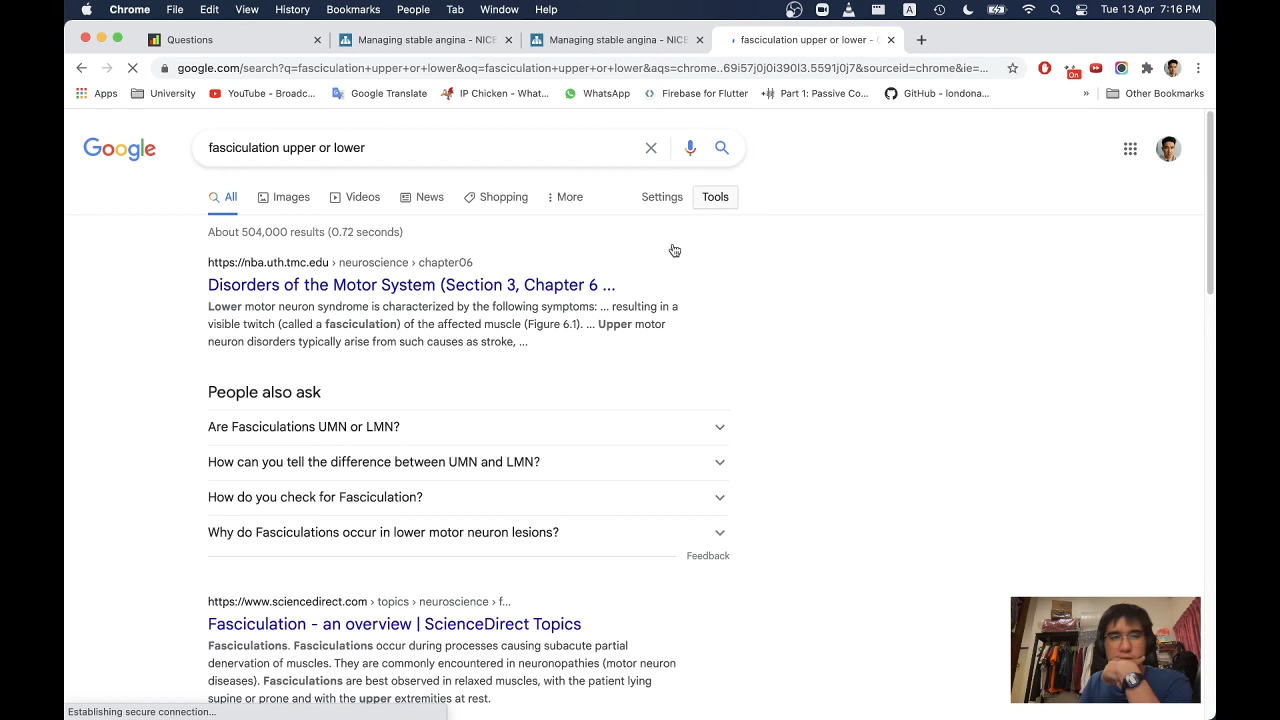 Chrome File Edit View History Bookmarks People Tab Window Help A Tue 13 Apr 7:16 PM
Questions Managing stable angina - NICE Managing stable angina - NICE fasciculation upper or lower -
google.com/search?q=fasciculation+upper+or+lower&oq=fasciculation+upper+or+lower&aqs=chrome..69i57j0j0i390l3.5591j0j7&sourceid=chrome&ie=... On
Apps University YouTube - Broadc... Google Translate IP Chicken - What... WhatsApp Firebase for Flutter Part 1: Passive Co... GitHub - londona... » Other Bookmarks
Google fasciculation upper or lower
All Images Videos News Shopping More Settings Tools
About 504,000 results (0.72 seconds)
https://nba.uth.tmc.edu › neuroscience › chapter06
Disorders of the Motor System (Section 3, Chapter 6 ...
Lower motor neuron syndrome is characterized by the following symptoms: ... resulting in a
visible twitch (called a fasciculation) of the affected muscle (Figure 6.1). ... Upper motor
neuron disorders typically arise from such causes as stroke, ...
People also ask
Are Fasciculations UMN or LMN?
How can you tell the difference between UMN and LMN?
How do you check for Fasciculation?
Why do Fasciculations occur in lower motor neuron lesions?
Feedback
https://www.sciencedirect.com › topics › neuroscience › f...
Fasciculation - an overview | ScienceDirect Topics
Fasciculations. Fasciculations occur during processes causing subacute partial
denervation of muscles. They are commonly encountered in neuronopathies (motor neuron
diseases). Fasciculations are best observed in relaxed muscles, with the patient lying
supine or prone and with the upper extremities at rest.
Establishing secure connection...